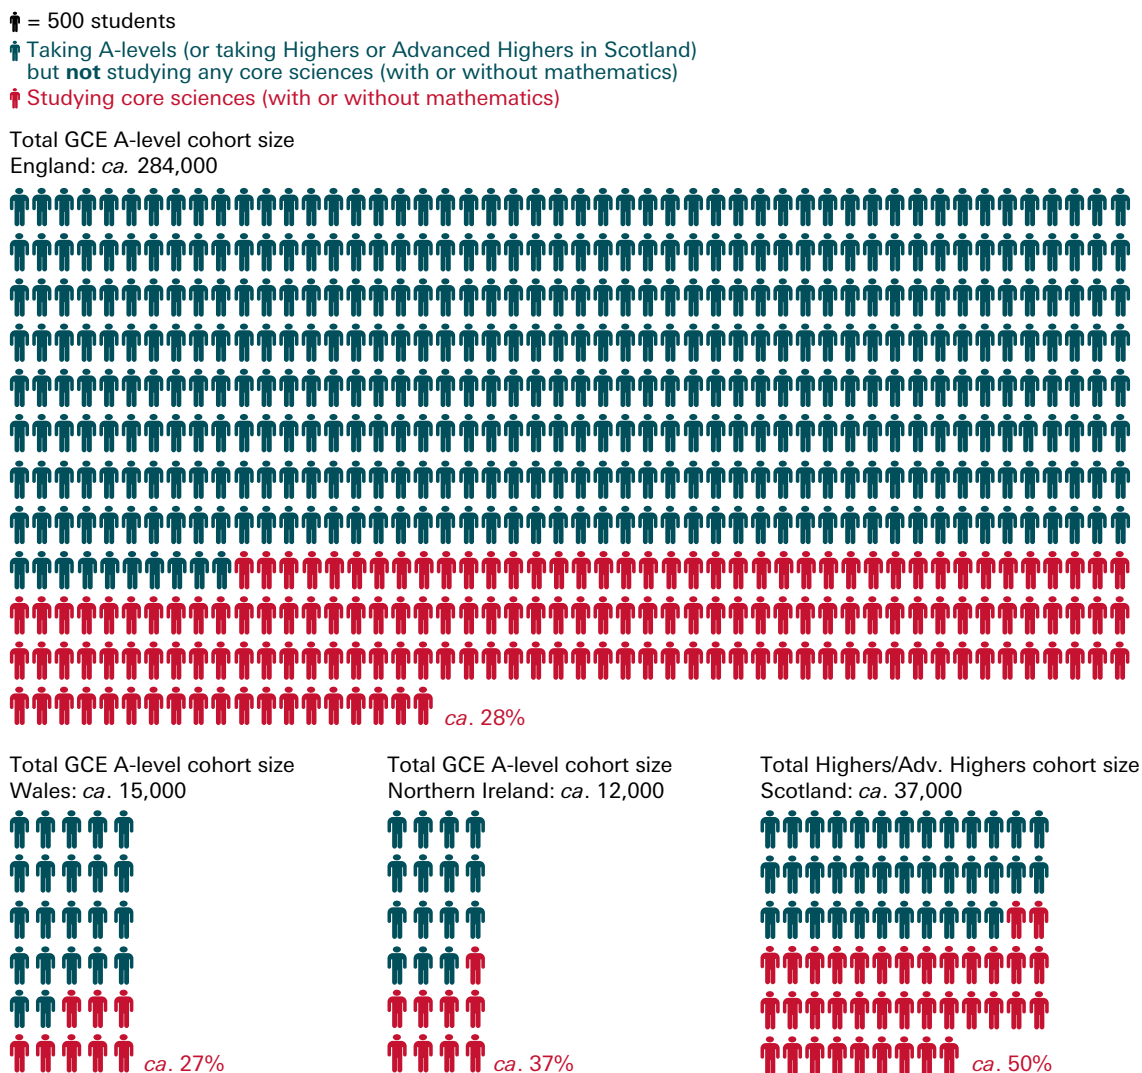 = 500 students
Taking A-levels (or taking Highers or Advanced Highers in Scotland)
but not studying any core sciences (with or without mathematics)
Studying core sciences (with or without mathematics)
Total GCE A-level cohort size
England: ca. 284,000
ca. 28%
Total GCE A-level cohort size
Wales: ca. 15,000
ca. 27%
Total GCE A-level cohort size
Northern Ireland: ca. 12,000
ca. 37%
Total Highers/Adv. Highers cohort size
Scotland: ca. 37,000
ca. 50%